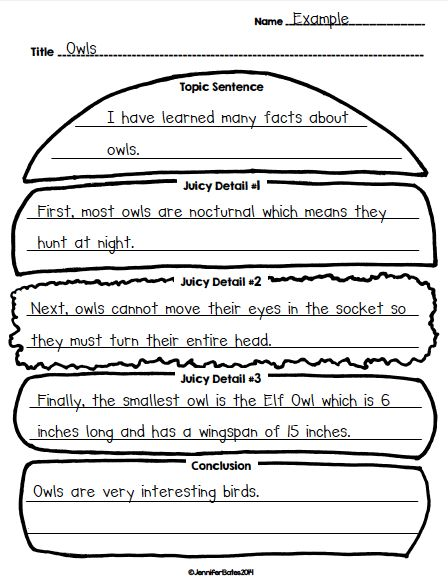 Name Example
Title Owls
Topic Sentence
I have learned many facts about
owls.
Juicy Detail #1
First, most owls are nocturnal which means they
hunt at night.
Juicy Detail #2
Next, owls cannot move their eyes in the socket so
they must turn their entire head.
Juicy Detail #3
Finally, the smallest owl is the Elf Owl which is 6
inches long and has a wingspan of 15 inches.
Conclusion
Owls are very interesting birds.
©JenniferBates2014